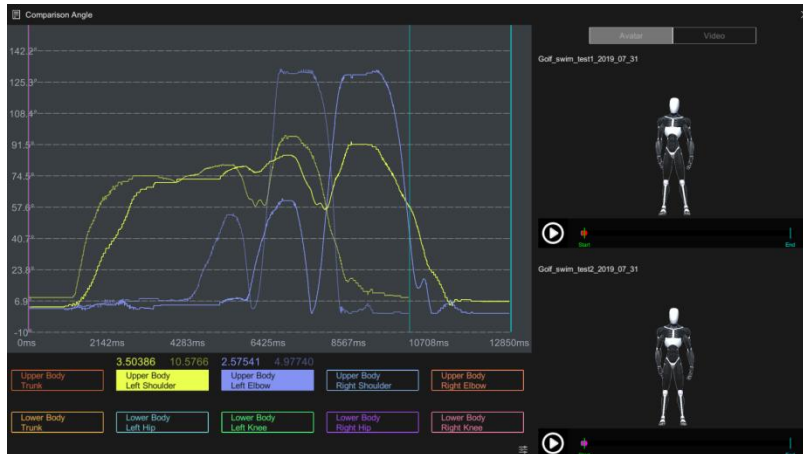 Comparison Angle
142.2°
125.3°
108.4°
91.5°
74.5°
57.6°
40.7°
23.8°
6.9°
-10°
0ms 2142ms 4283ms 6425ms 8567ms 10708ms 12850ms
3.50386 10.5766 2.57541 4.97740
Upper Body Trunk
Upper Body Left Shoulder
Upper Body Left Elbow
Upper Body Right Shoulder
Upper Body Right Elbow
Lower Body Trunk
Lower Body Left Hip
Lower Body Left Knee
Lower Body Right Hip
Lower Body Right Knee
Avatar Video
Golf_swim_test1_2019_07_31
Start End
Golf_swim_test2_2019_07_31